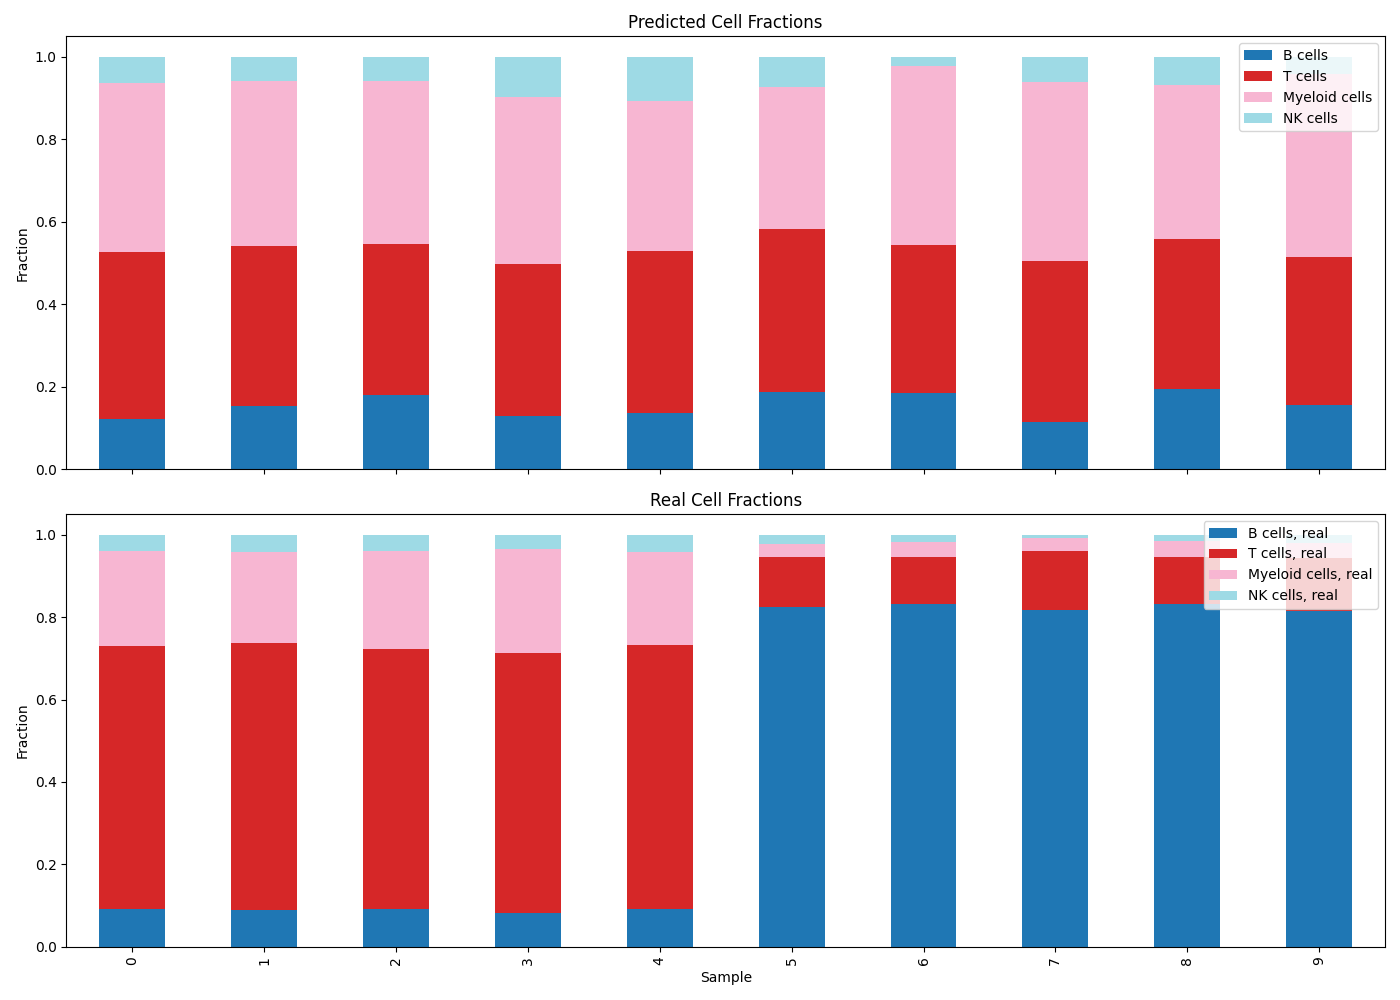 Predicted Cell Fractions
1.0
0.8
0.6
0.4
0.2
0.0
Fraction
B cells
T cells
Myeloid cells
NK cells
Real Cell Fractions
1.0
0.8
0.6
0.4
0.2
0.0
Fraction
B cells, real
T cells, real
Myeloid cells, real
NK cells, real
0 1 2 3 4 5 6 7 8 9
Sample